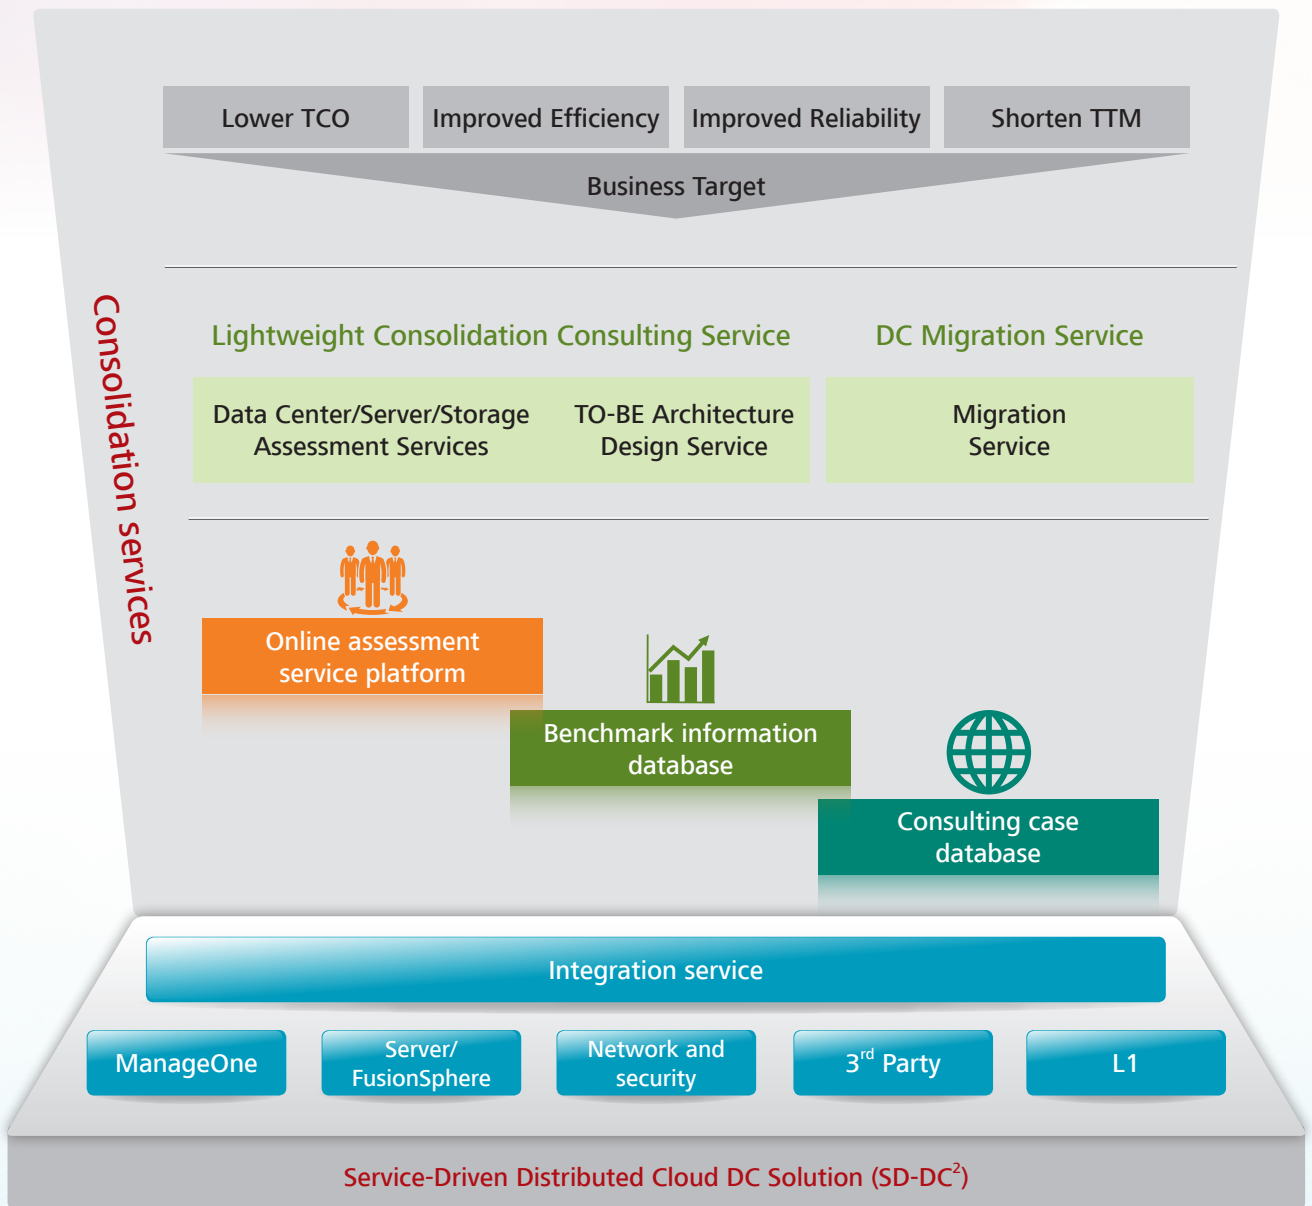 Lower TCO
Improved Efficiency
Improved Reliability
Shorten TTM
Business Target
Consolidation services
Lightweight Consolidation Consulting Service
DC Migration Service
Data Center/Server/Storage
Assessment Services
TO-BE Architecture
Design Service
Migration
Service
Online assessment
service platform
Benchmark information
database
Consulting case
database
Integration service
ManageOne
Server/
FusionSphere
Network and
security
3rd Party
L1
Service-Driven Distributed Cloud DC Solution (SD-DC²)